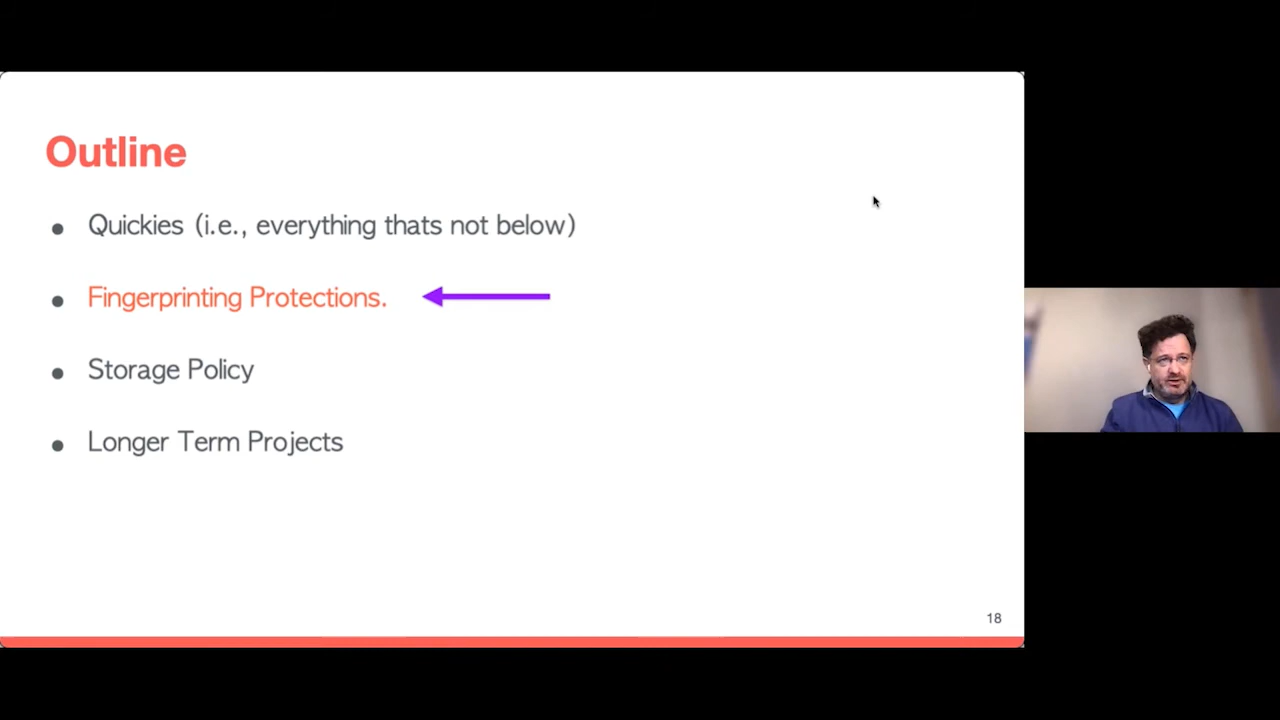 Outline
Quickies (i.e., everything thats not below)
Fingerprinting Protections.
Storage Policy
Longer Term Projects
18